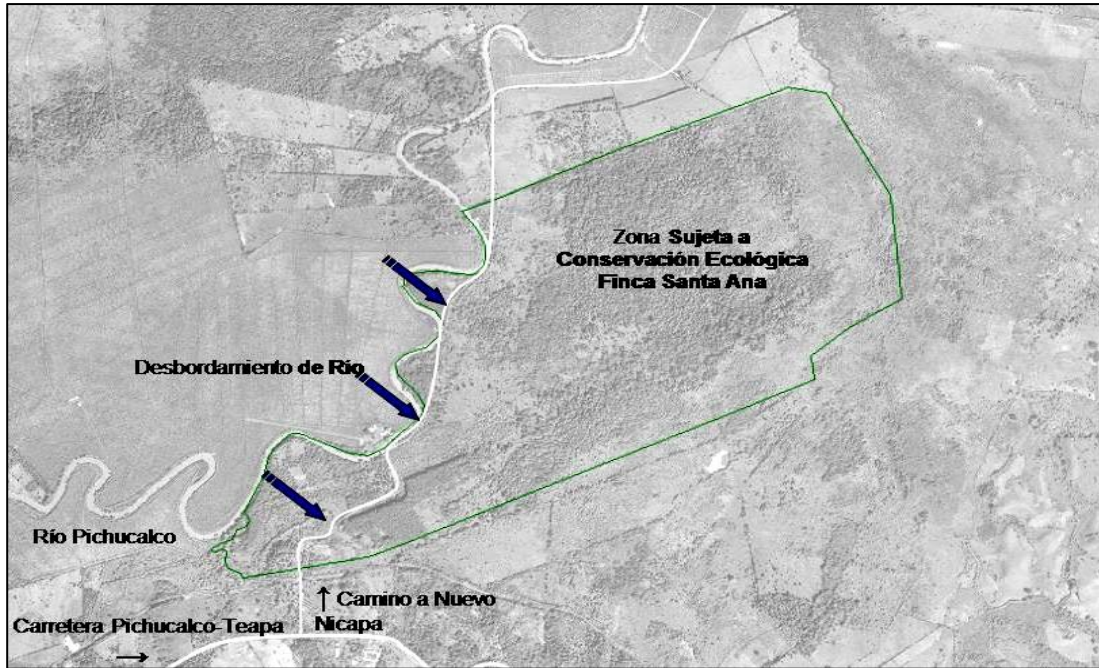 Zona Sujeta a
Conservación Ecológica
Finca Santa Ana
Desbordamiento de Río
Río Pichucalco
Camino a Nuevo
Nicapa
Carretera Pichucalco-Teapa